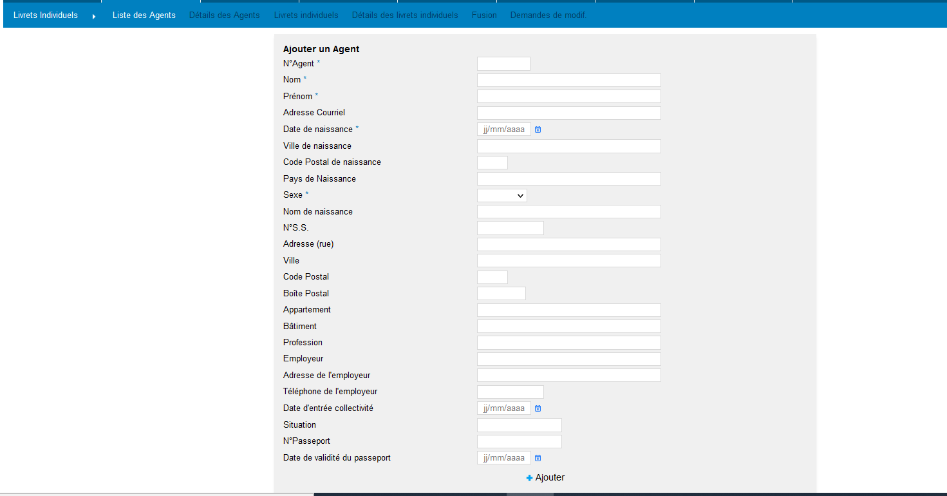 Livrets Individuels Liste des Agents Détails des Agents Livrets individuels Détails des livrets individuels Fusion Demandes de modif.
Ajouter un Agent
N°Agent *
Nom *
Prénom *
Adresse Courriel
Date de naissance * jj/mm/aaaa
Ville de naissance
Code Postal de naissance
Pays de Naissance
Sexe *
Nom de naissance
N°S.S.
Adresse (rue)
Ville
Code Postal
Boîte Postal
Appartement
Bâtiment
Profession
Employeur
Adresse de l'employeur
Téléphone de l'employeur
Date d'entrée collectivité jj/mm/aaaa
Situation
N°Passeport
Date de validité du passeport jj/mm/aaaa
Ajouter